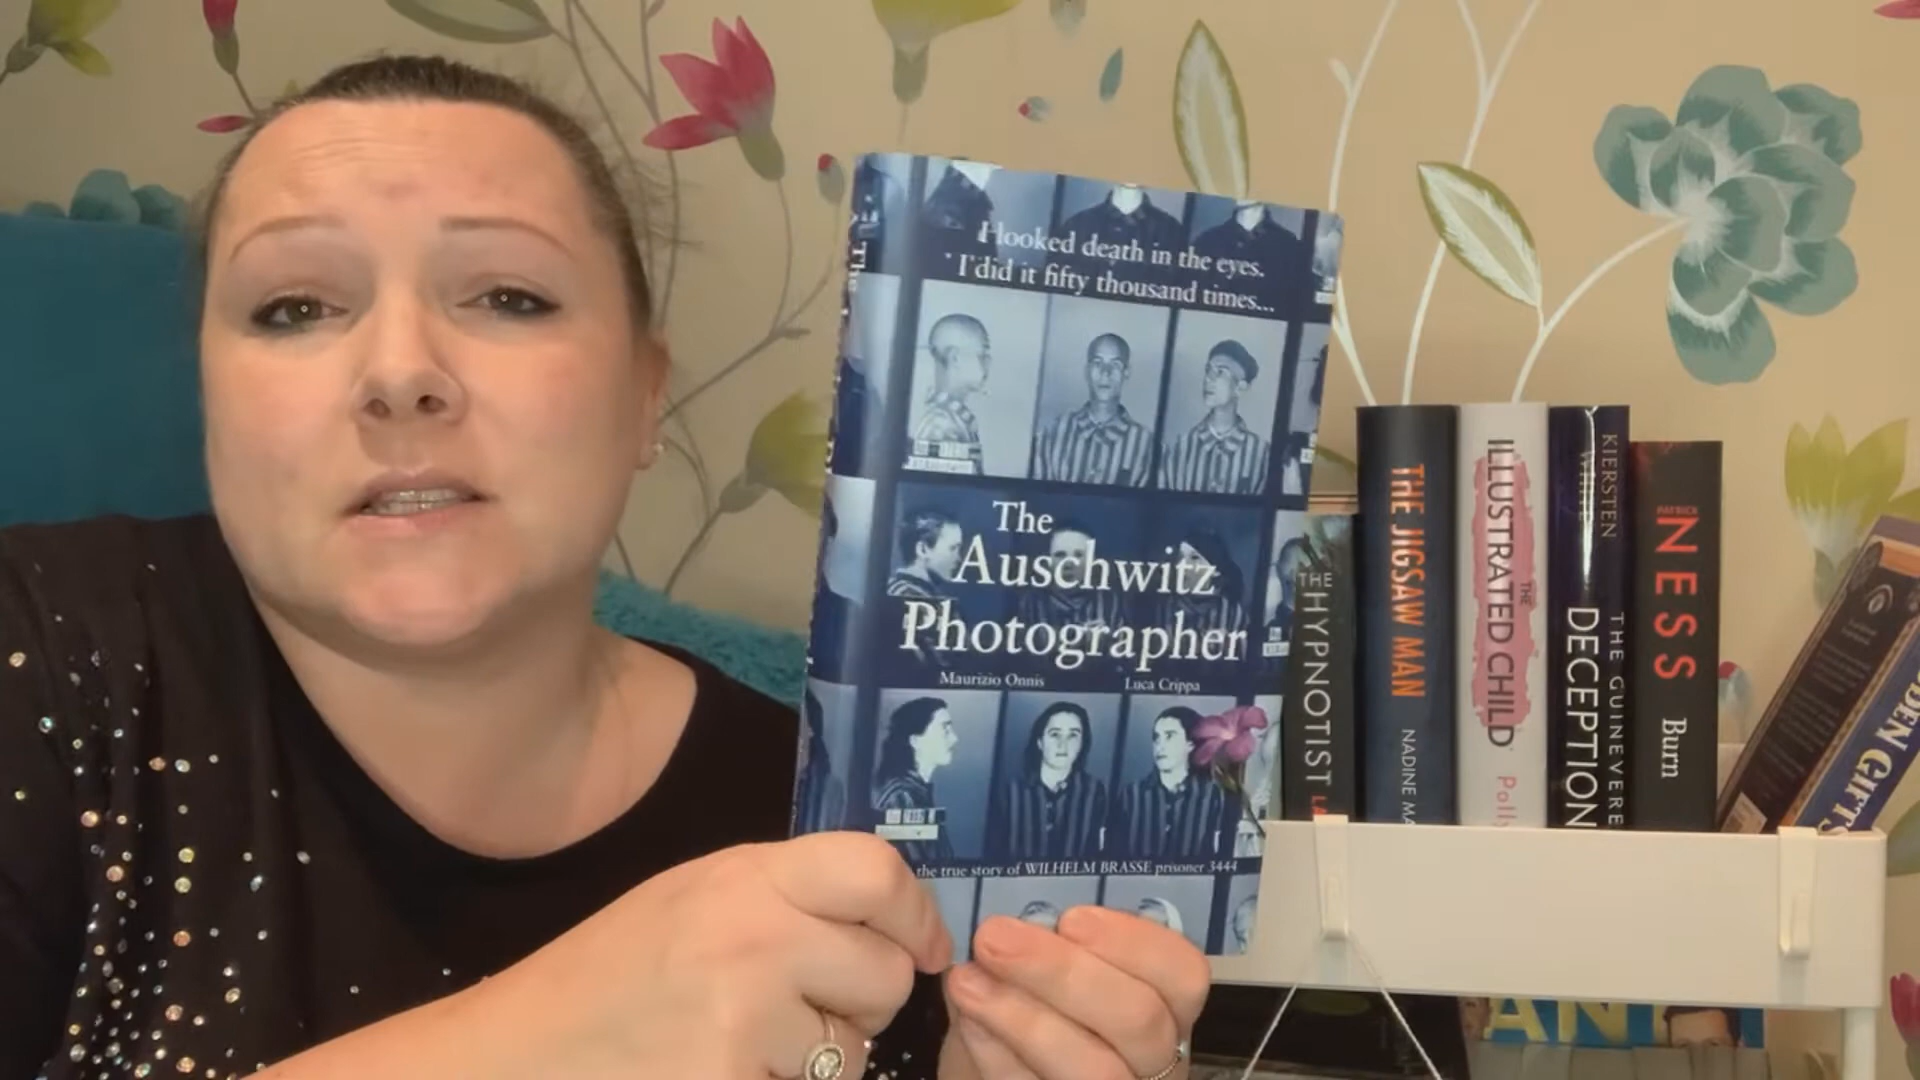 I looked death in the eyes.
I did it fifty thousand times...
The
Auschwitz
Photographer
Maurizio Onnis
Luca Crippa
the true story of WILHELM BRASSE prisoner 3444
The
THE HYPNOTIST
THE JIGSAW MAN
NADINE
THE
ILLUSTRATED CHILD
Polly
KIERSTEN
WHITE
THE GUINEVERE
DECEPTION
PATRICK
NESS
Burn